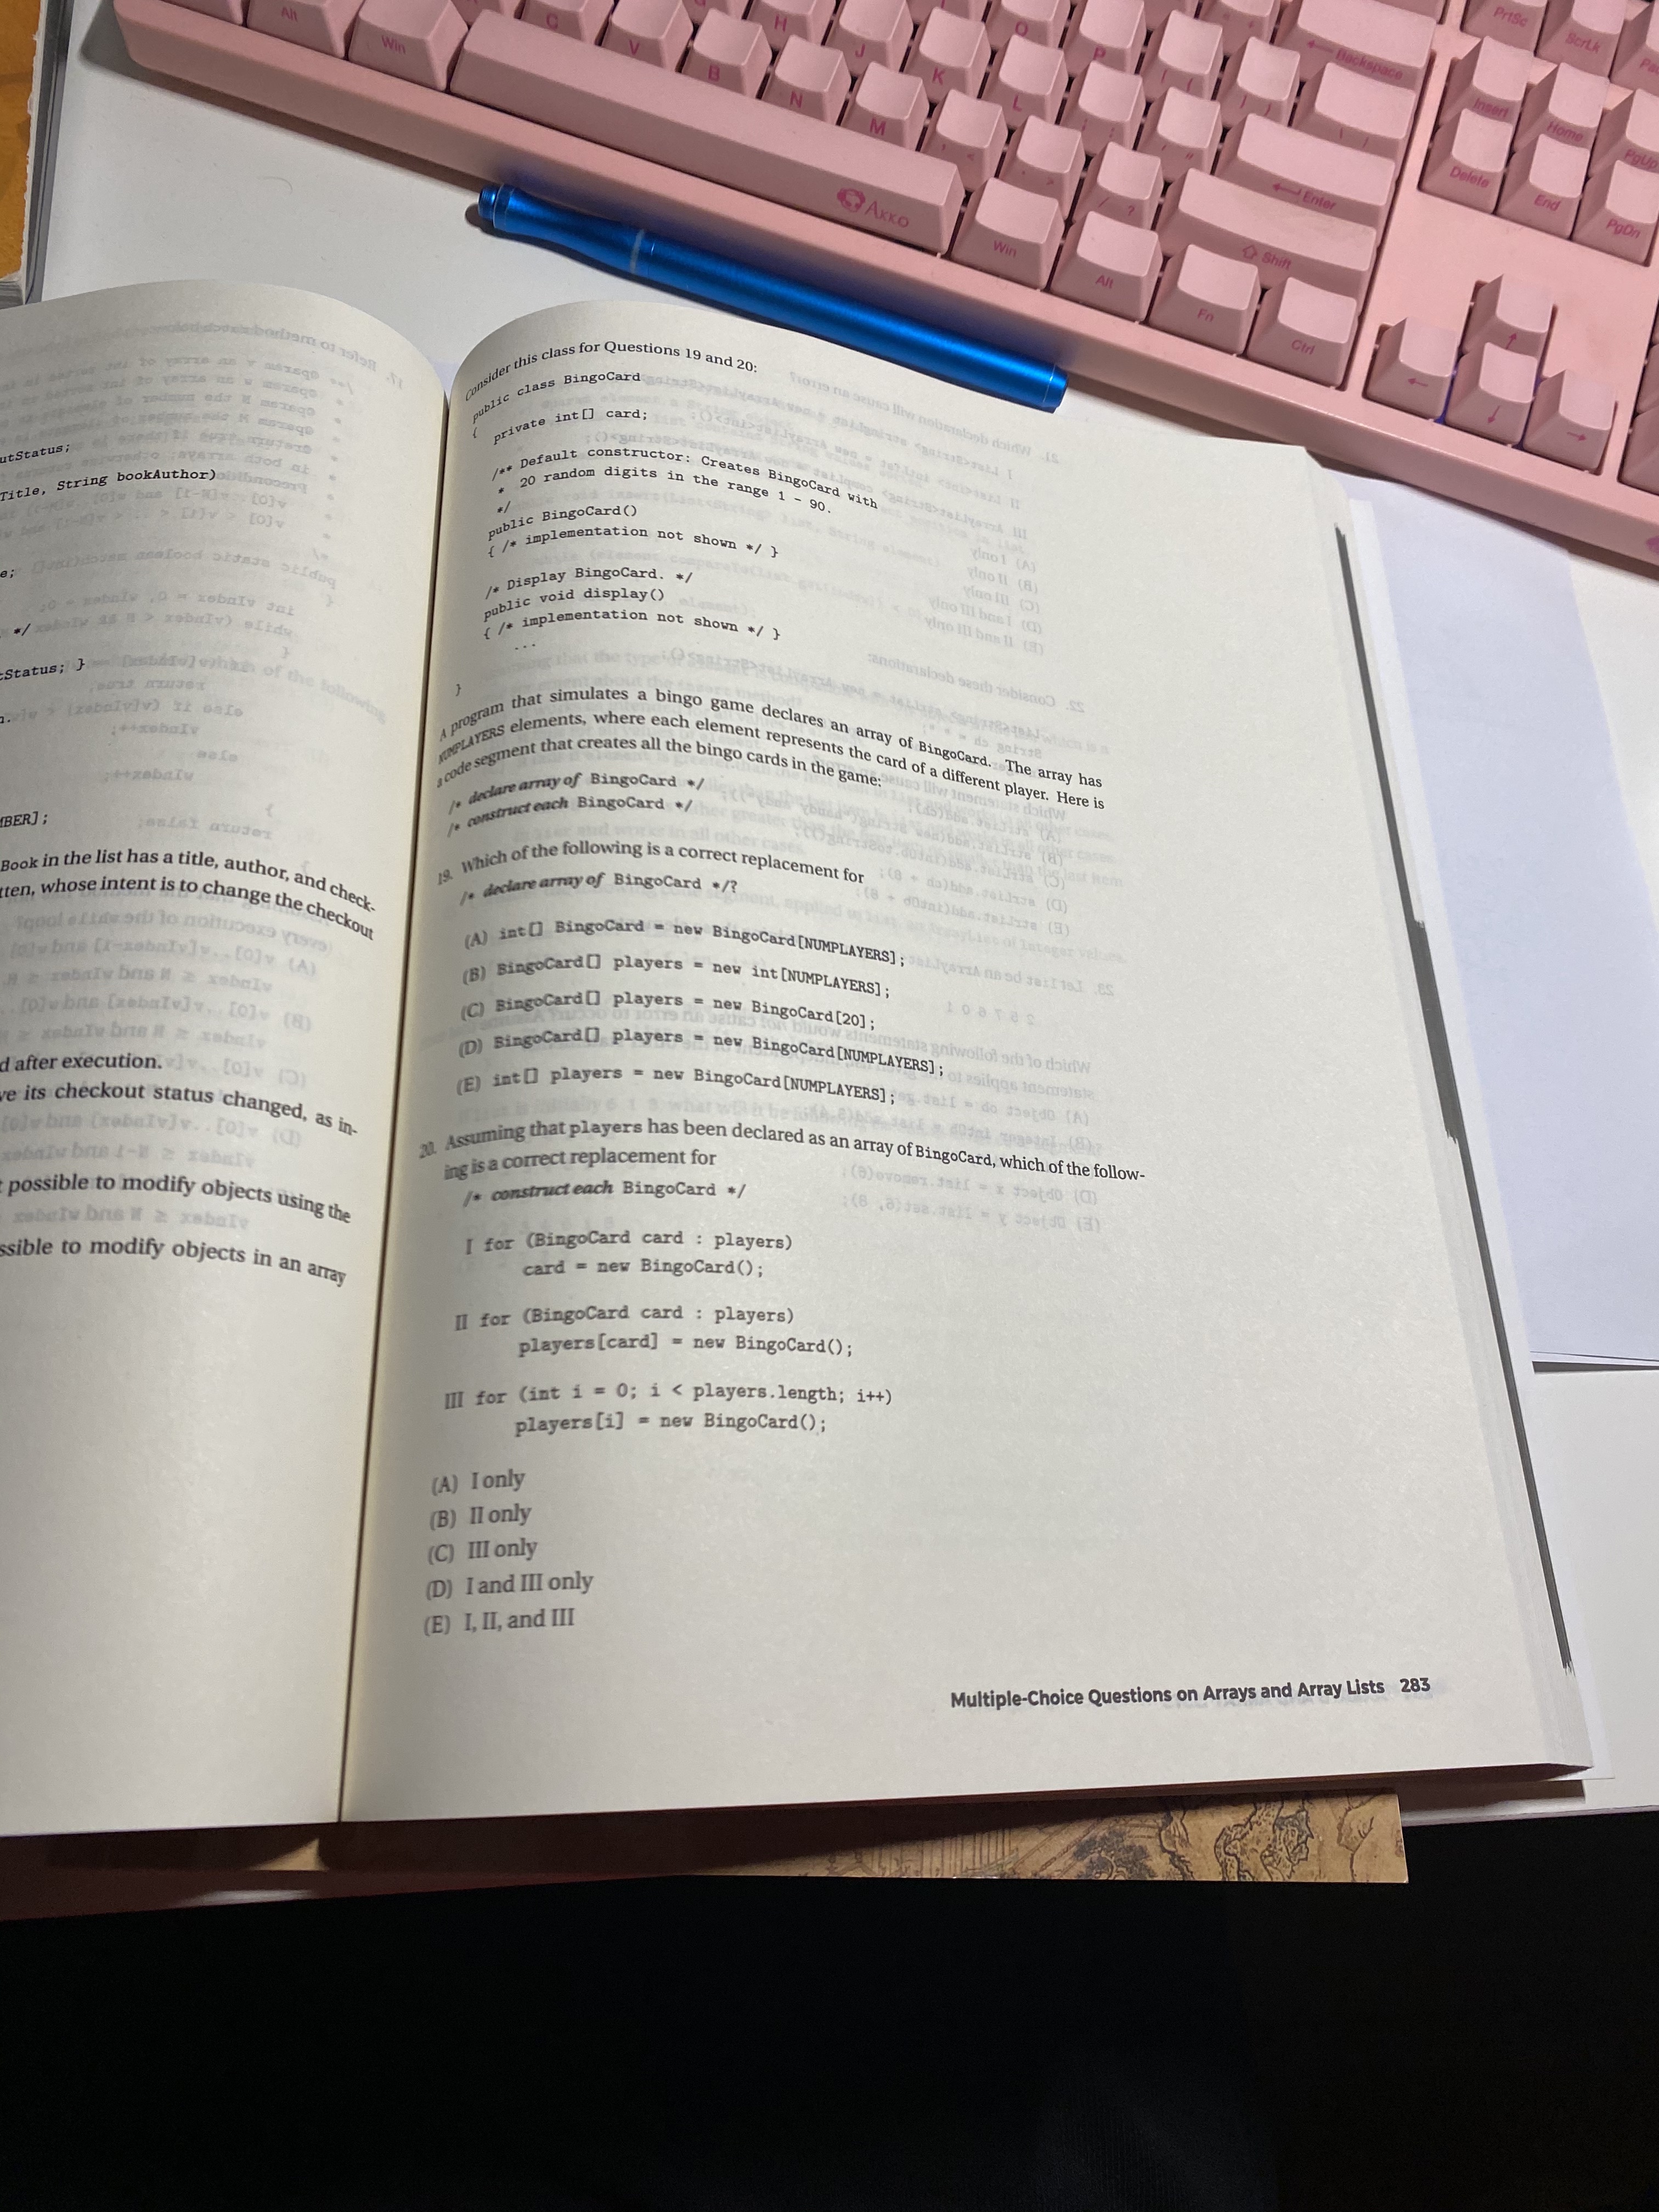 Alt
Win
C
V
B
N
M
H
J
K
L
O
P
Backspace
Enter
Shift
AKKO
Win
Alt
Fn
Ctrl
PrtSc
ScrLk
Insert
Home
PgUp
Delete
End
PgDn
utStatus;
Title, String bookAuthor)
e;
*/
tStatus; }
n.
MBER];
Book in the list has a title, author, and check-
tten, whose intent is to change the checkout
d after execution.
ve its checkout status changed, as in-
t possible to modify objects using the
ssible to modify objects in an array
Consider this class for Questions 19 and 20:
public class BingoCard
{
private int[] card;
/** Default constructor: Creates BingoCard with
* 20 random digits in the range 1 - 90.
*/
public BingoCard()
{ /* implementation not shown */ }
/* Display BingoCard. */
public void display()
{ /* implementation not shown */ }
...
}
A program that simulates a bingo game declares an array of BingoCard. The array has
NUMPLAYERS elements, where each element represents the card of a different player. Here is
a code segment that creates all the bingo cards in the game:
/* declare array of BingoCard */
/* construct each BingoCard */
19. Which of the following is a correct replacement for
/* declare array of BingoCard */?
(A) int[] BingoCard = new BingoCard[NUMPLAYERS];
(B) BingoCard[] players = new int[NUMPLAYERS];
(C) BingoCard[] players = new BingoCard[20];
(D) BingoCard[] players = new BingoCard[NUMPLAYERS];
(E) int[] players = new BingoCard[NUMPLAYERS];
20. Assuming that players has been declared as an array of BingoCard, which of the follow-
ing is a correct replacement for
/* construct each BingoCard */
I for (BingoCard card : players)
card = new BingoCard();
II for (BingoCard card : players)
players[card] = new BingoCard();
III for (int i = 0; i < players.length; i++)
players[i] = new BingoCard();
(A) I only
(B) II only
(C) III only
(D) I and III only
(E) I, II, and III
Multiple-Choice Questions on Arrays and Array Lists 283